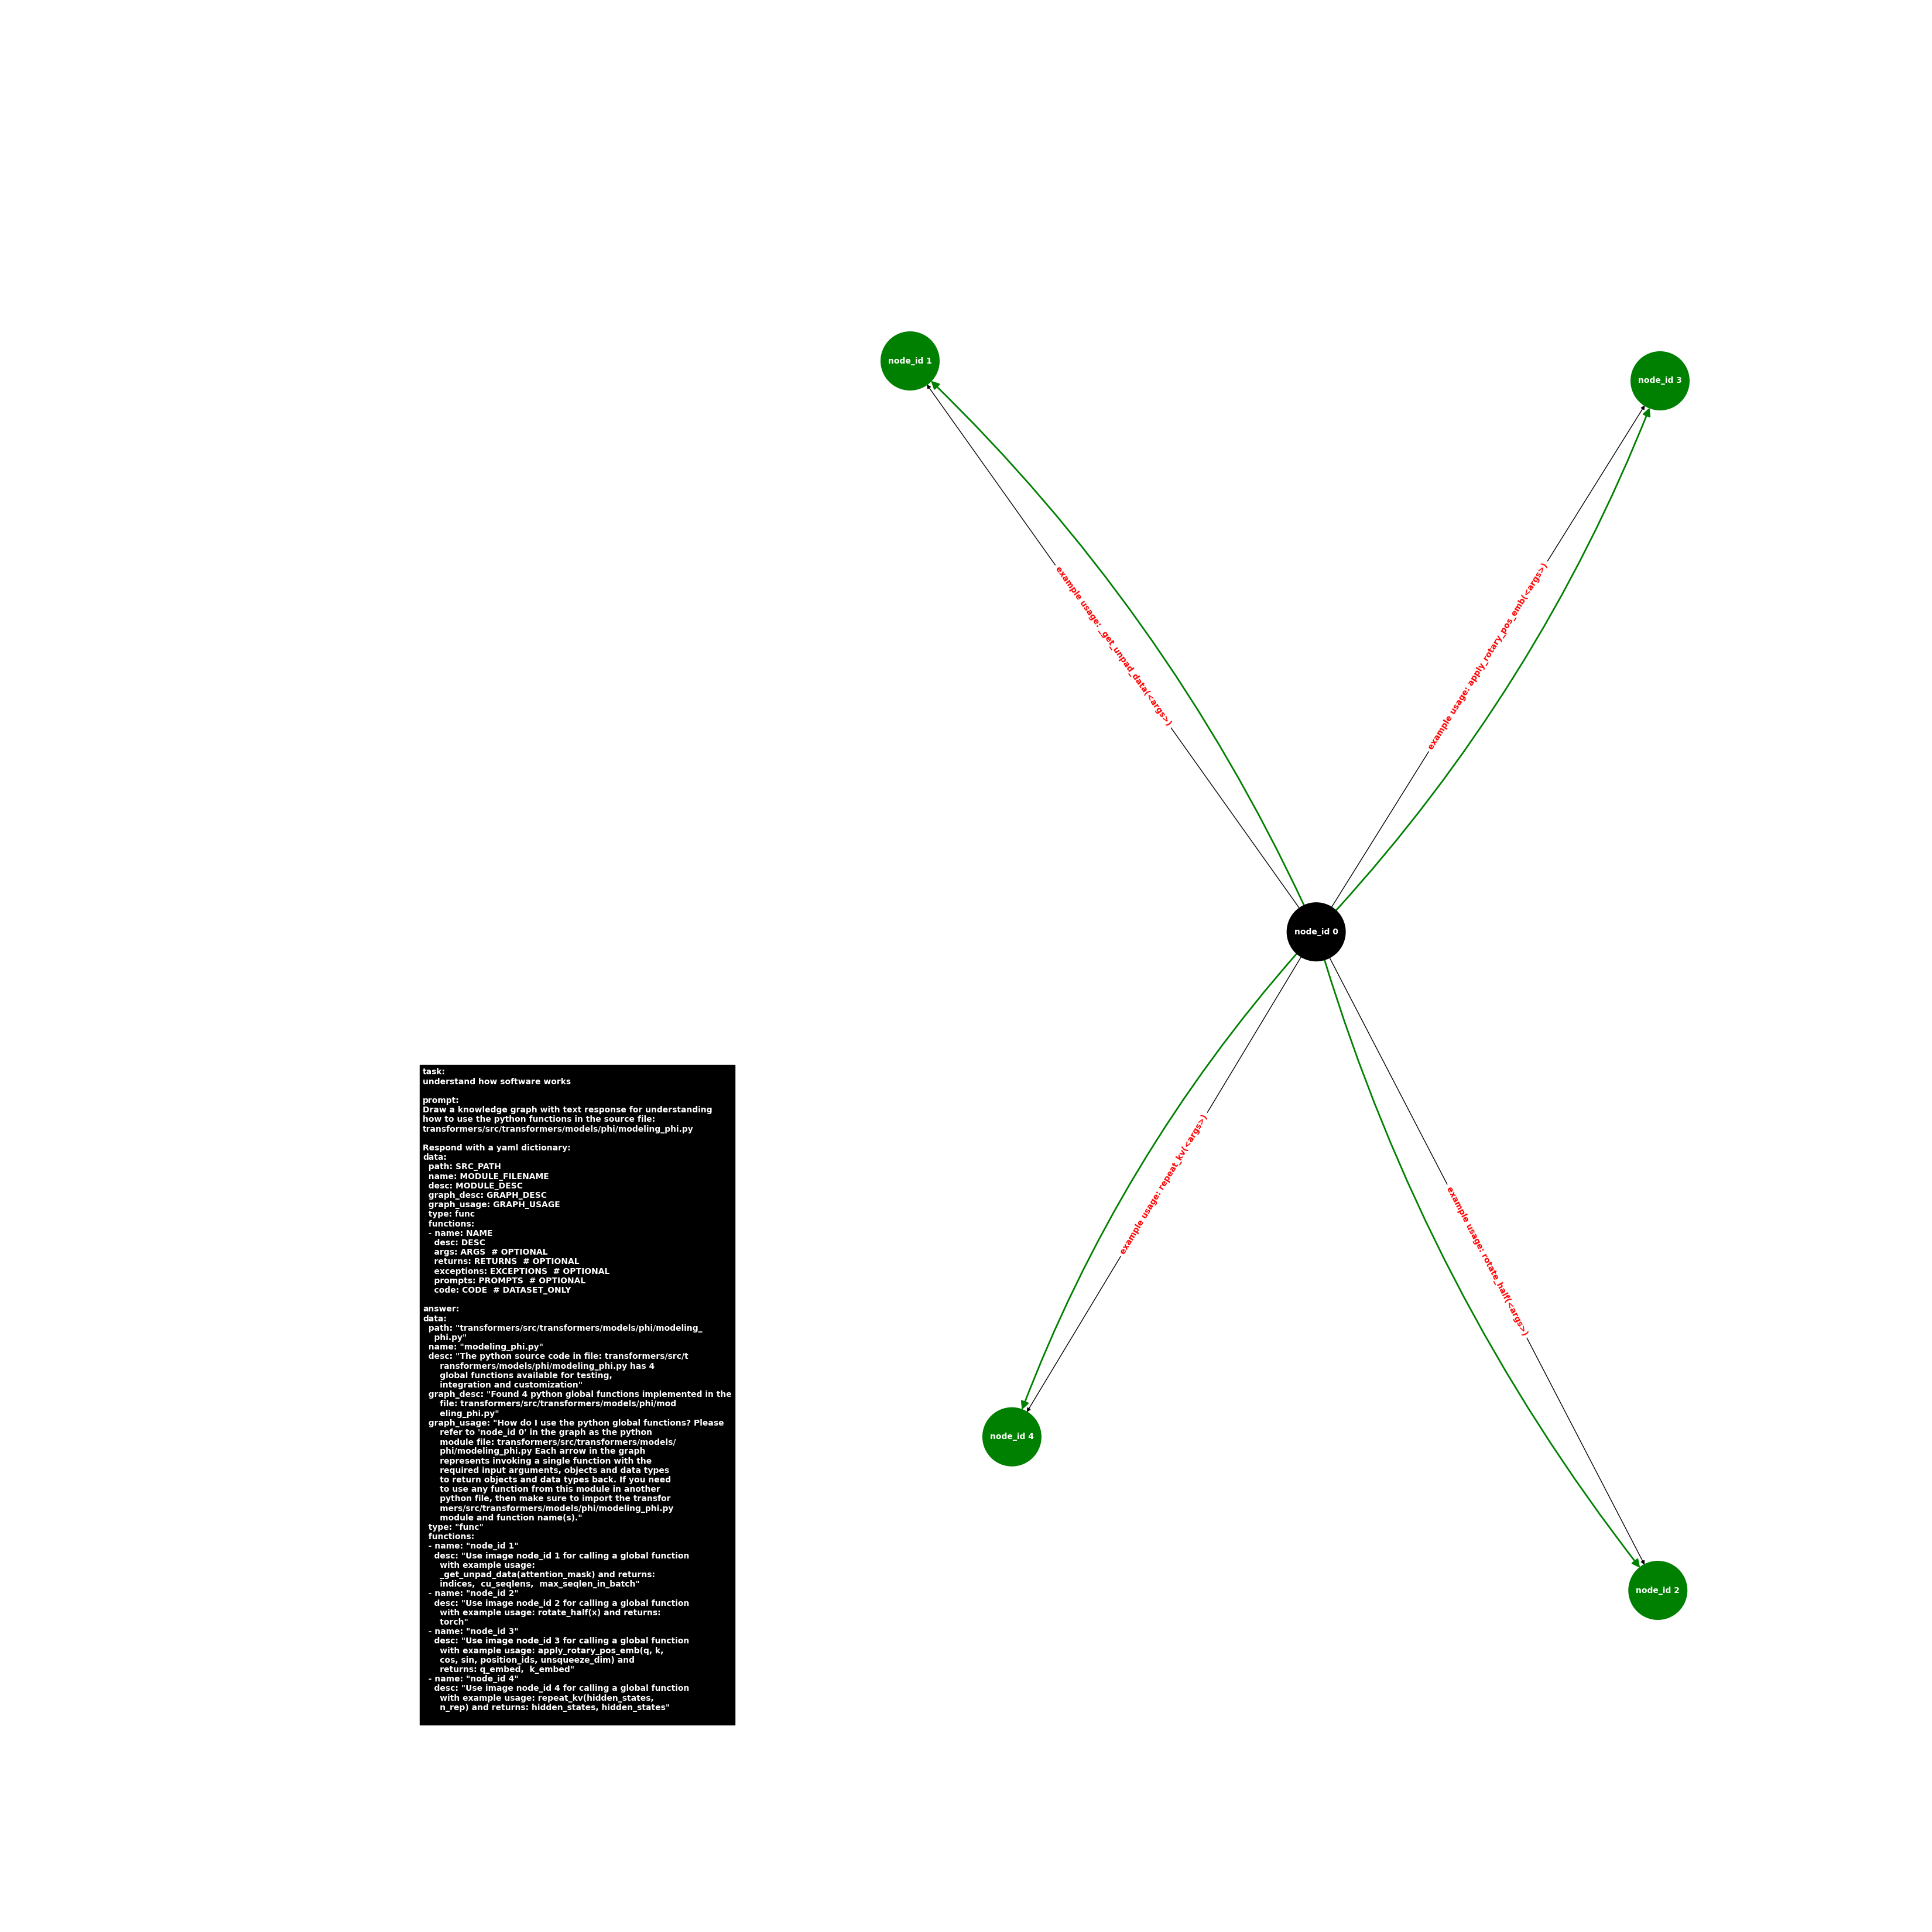 node_id 1
node_id 3
example usage: _get_unpad_data(<args>)
example usage: apply_rotary_pos_emb(<args>)
node_id 0
example usage: repeat_kv(<args>)
example usage: rotate_half(<args>)
node_id 4
node_id 2
task:
understand how software works

prompt:
Draw a knowledge graph with text response for understanding
how to use the python functions in the source file:
transformers/src/transformers/models/phi/modeling_phi.py

Respond with a yaml dictionary:
data:
  path: SRC_PATH
  name: MODULE_FILENAME
  desc: MODULE_DESC
  graph_desc: GRAPH_DESC
  graph_usage: GRAPH_USAGE
  type: func
  functions:
  - name: NAME
    desc: DESC
    args: ARGS  # OPTIONAL
    returns: RETURNS  # OPTIONAL
    exceptions: EXCEPTIONS  # OPTIONAL
    prompts: PROMPTS  # OPTIONAL
    code: CODE  # DATASET_ONLY

answer:
data:
  path: "transformers/src/transformers/models/phi/modeling_
    phi.py"
  name: "modeling_phi.py"
  desc: "The python source code in file: transformers/src/t
      ransformers/models/phi/modeling_phi.py has 4
      global functions available for testing,
      integration and customization"
  graph_desc: "Found 4 python global functions implemented in the
      file: transformers/src/transformers/models/phi/mod
      eling_phi.py"
  graph_usage: "How do I use the python global functions? Please
      refer to 'node_id 0' in the graph as the python
      module file: transformers/src/transformers/models/
      phi/modeling_phi.py Each arrow in the graph
      represents invoking a single function with the
      required input arguments, objects and data types
      to return objects and data types back. If you need
      to use any function from this module in another
      python file, then make sure to import the transfor
      mers/src/transformers/models/phi/modeling_phi.py
      module and function name(s)."
  type: "func"
  functions:
  - name: "node_id 1"
    desc: "Use image node_id 1 for calling a global function
      with example usage:
      _get_unpad_data(attention_mask) and returns:
      indices,  cu_seqlens,  max_seqlen_in_batch"
  - name: "node_id 2"
    desc: "Use image node_id 2 for calling a global function
      with example usage: rotate_half(x) and returns:
      torch"
  - name: "node_id 3"
    desc: "Use image node_id 3 for calling a global function
      with example usage: apply_rotary_pos_emb(q, k,
      cos, sin, position_ids, unsqueeze_dim) and
      returns: q_embed,  k_embed"
  - name: "node_id 4"
    desc: "Use image node_id 4 for calling a global function
      with example usage: repeat_kv(hidden_states,
      n_rep) and returns: hidden_states, hidden_states"